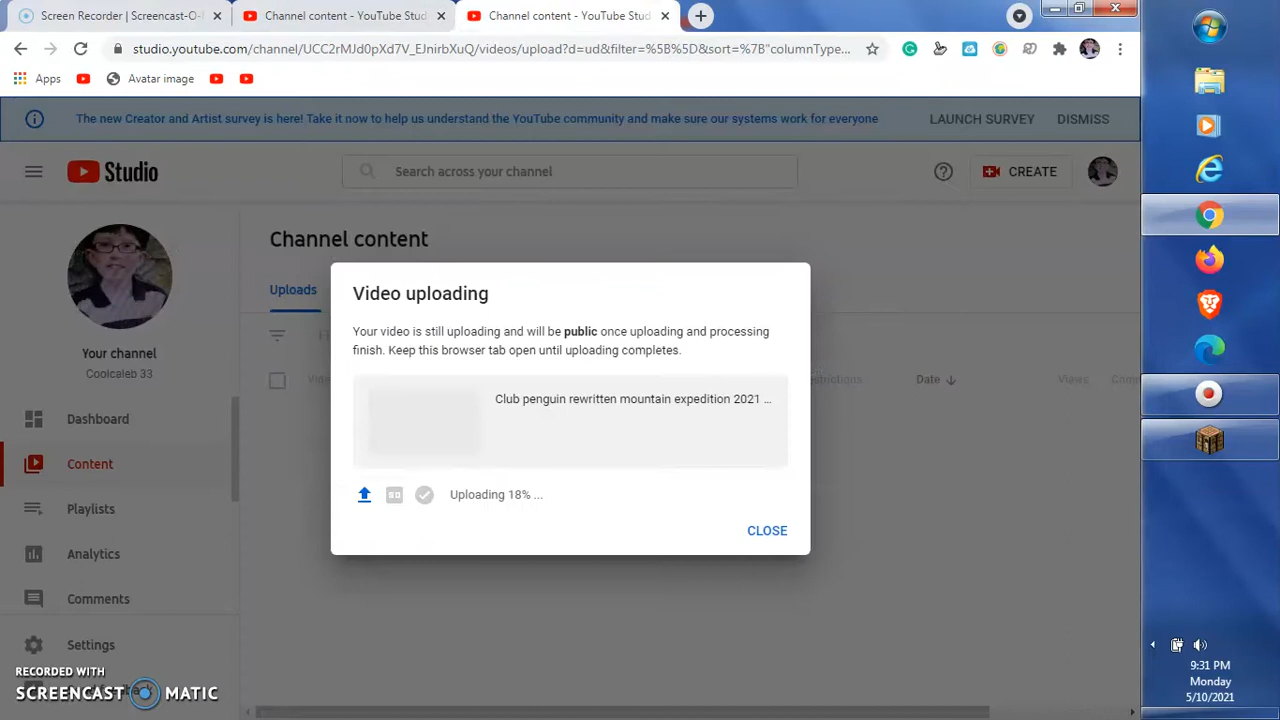 Screen Recorder | Screencast-O-
Channel content - YouTube Stud
Channel content - YouTube Stud
studio.youtube.com/channel/UCC2rMJd0pXd7V_EJnirbXuQ/videos/upload?d=ud&filter=%5B%5D&sort=%7B"columnType...
Apps
Avatar image
The new Creator and Artist survey is here! Take it now to help us understand the YouTube community and make sure our systems work for everyone
LAUNCH SURVEY
DISMISS
Studio
Search across your channel
CREATE
Channel content
Uploads
Your channel
Coolcaleb 33
Date
Views
Dashboard
Content
Playlists
Analytics
Comments
Settings
Video uploading
Your video is still uploading and will be public once uploading and processing
finish. Keep this browser tab open until uploading completes.
Club penguin rewritten mountain expedition 2021 ...
Uploading 18% ...
CLOSE
RECORDED WITH
SCREENCAST MATIC
9:31 PM
Monday
5/10/2021